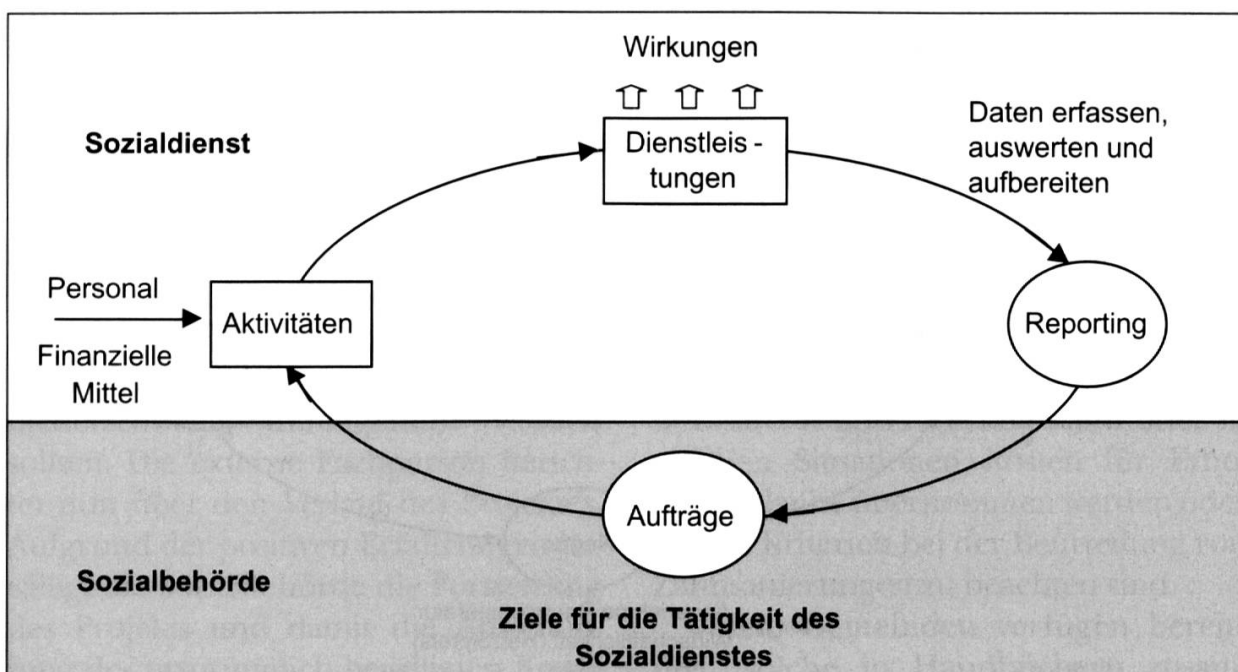 Wirkungen
Sozialdienst
Dienstleis -
tungen
Daten erfassen,
auswerten und
aufbereiten
Personal
Finanzielle
Mittel
Aktivitäten
Reporting
Aufträge
Sozialbehörde
Ziele für die Tätigkeit des
Sozialdienstes